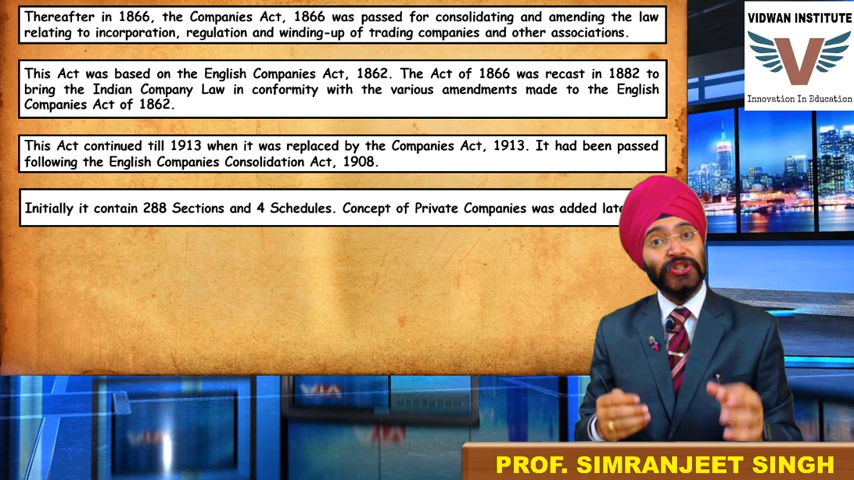 Thereafter in 1866, the Companies Act, 1866 was passed for consolidating and amending the law
relating to incorporation, regulation and winding-up of trading companies and other associations.
This Act was based on the English Companies Act, 1862. The Act of 1866 was recast in 1882 to
bring the Indian Company Law in conformity with the various amendments made to the English
Companies Act of 1862.
This Act continued till 1913 when it was replaced by the Companies Act, 1913. It had been passed
following the English Companies Consolidation Act, 1908.
Initially it contain 288 Sections and 4 Schedules. Concept of Private Companies was added
VIDWAN INSTITUTE
V
Innovation In Education
PROF. SIMRANJEET SINGH